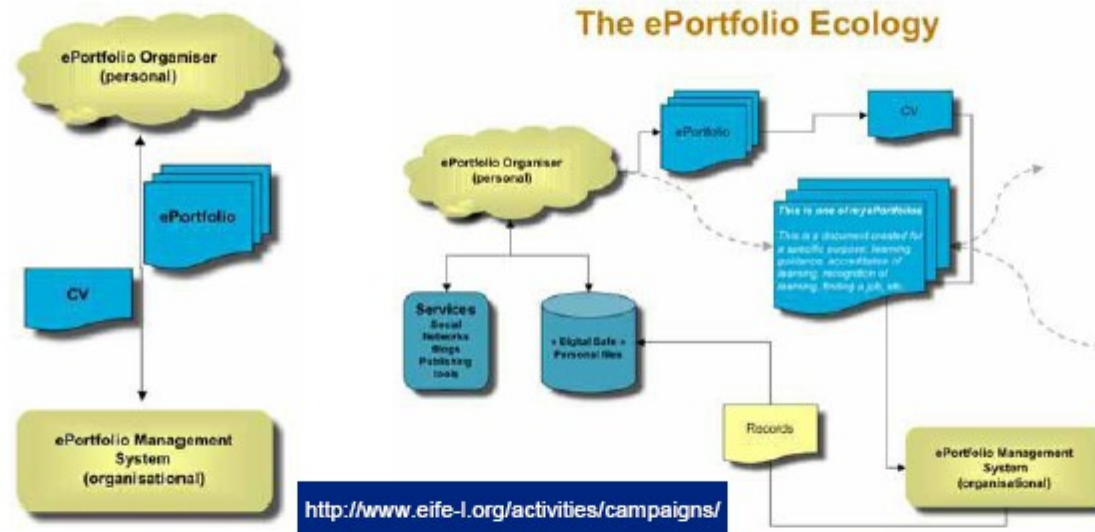 The ePortfolio Ecology
ePortfolio Organiser
(personal)
ePortfolio
CV
ePortfolio Management
System
(organisational)
ePortfolio Organiser
(personal)
ePortfolio
CV
This is one of my ePortfolios
This is a document created for
a specific purpose, learning
guidance, accreditation of
learning, recognition of
learning, finding a job, etc.
Services
Social
Networks
Blogs
Publishing
tools
« Digital Safe »
Personal files
Records
ePortfolio Management
System
(organisational)
http://www.eife-l.org/activities/campaigns/